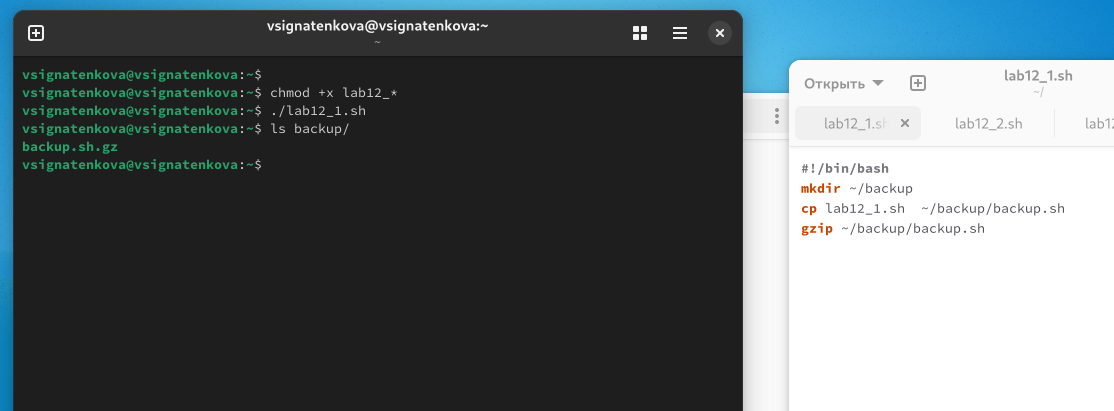 vsignatenkova@vsignatenkova:~
~
vsignatenkova@vsignatenkova:~$
vsignatenkova@vsignatenkova:~$ chmod +x lab12_*
vsignatenkova@vsignatenkova:~$ ./lab12_1.sh
vsignatenkova@vsignatenkova:~$ ls backup/
backup.sh.gz
vsignatenkova@vsignatenkova:~$
Открыть
lab12_1.sh
~/
lab12_1.sh
lab12_2.sh
lab12
#!/bin/bash
mkdir ~/backup
cp lab12_1.sh  ~/backup/backup.sh
gzip ~/backup/backup.sh